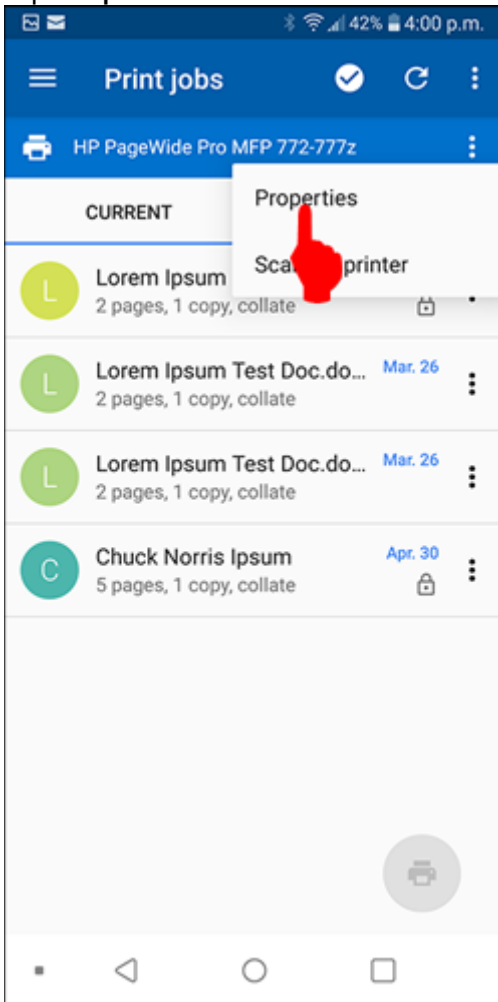 42% 4:00 p.m.
Print jobs
HP PageWide Pro MFP 772-777z
Properties
CURRENT
printer
Lorem Ipsum
2 pages, 1 copy, collate
L
Lorem Ipsum Test Doc.do... Mar. 26
2 pages, 1 copy, collate
L
Lorem Ipsum Test Doc.do... Mar. 26
2 pages, 1 copy, collate
L
Chuck Norris Ipsum Apr. 30
5 pages, 1 copy, collate
C